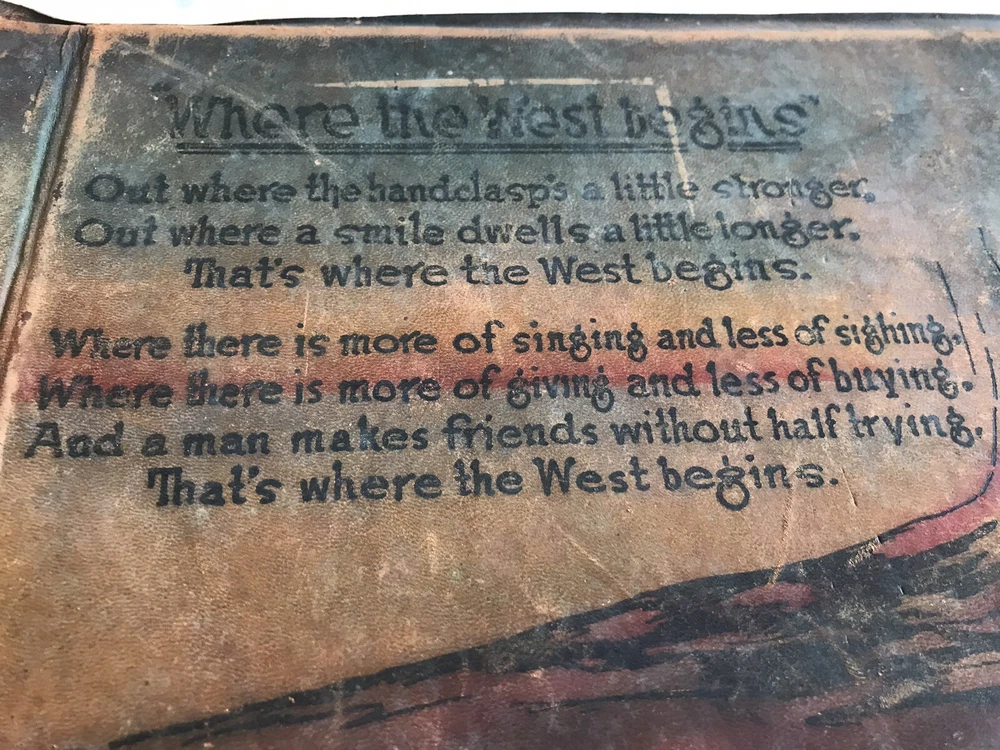 "Where the West begins"
Out where the handclasp's a little stronger,
Out where a smile dwells a little longer.
That's where the West begins.
Where there is more of singing and less of sighing.
Where there is more of giving and less of buying.
And a man makes friends without half trying.
That's where the West begins.